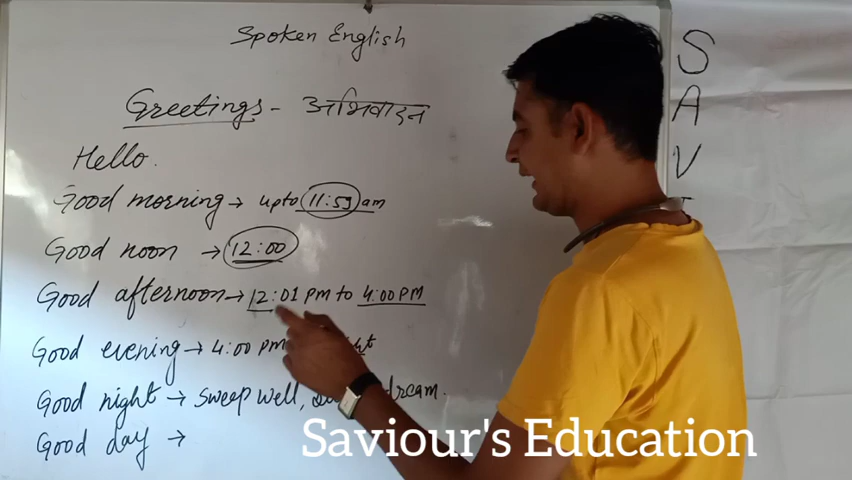 Spoken English
Greetings - अभिवादन
Hello.
Good morning → upto 11:59 am
Good noon → 12:00
Good afternoon → 12:01 PM to 4:00 PM
Good evening → 4:00 PM
Good night → sweep well, dream.
Good day →
S
A
V
Saviour's Education